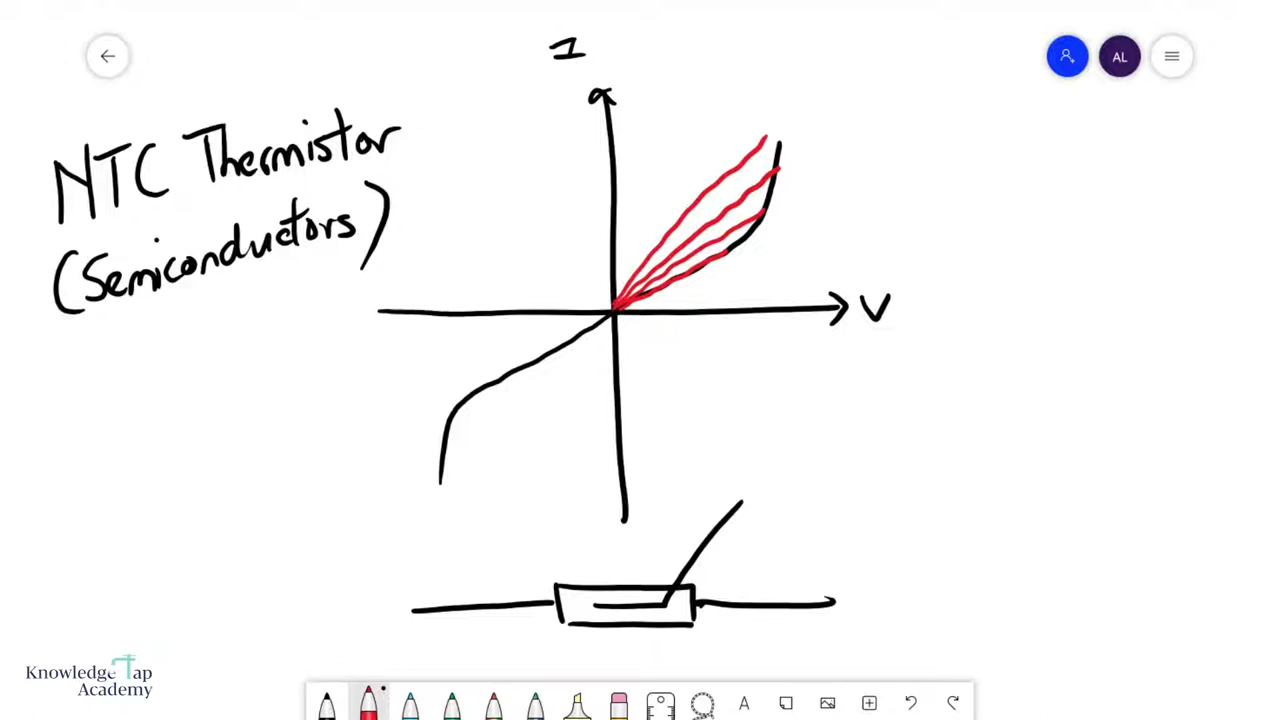 I
NTC Thermistor
(Semiconductors)
V
AL
Knowledge Tap
Academy
A